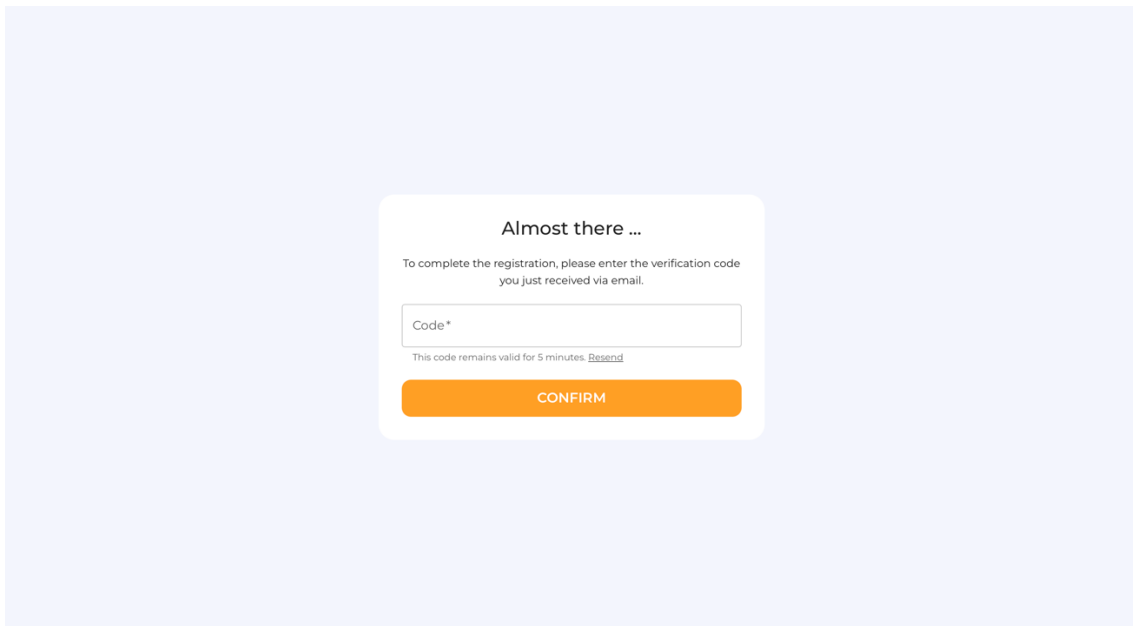 Almost there ...
To complete the registration, please enter the verification code
you just received via email.
Code *
This code remains valid for 5 minutes. Resend
CONFIRM